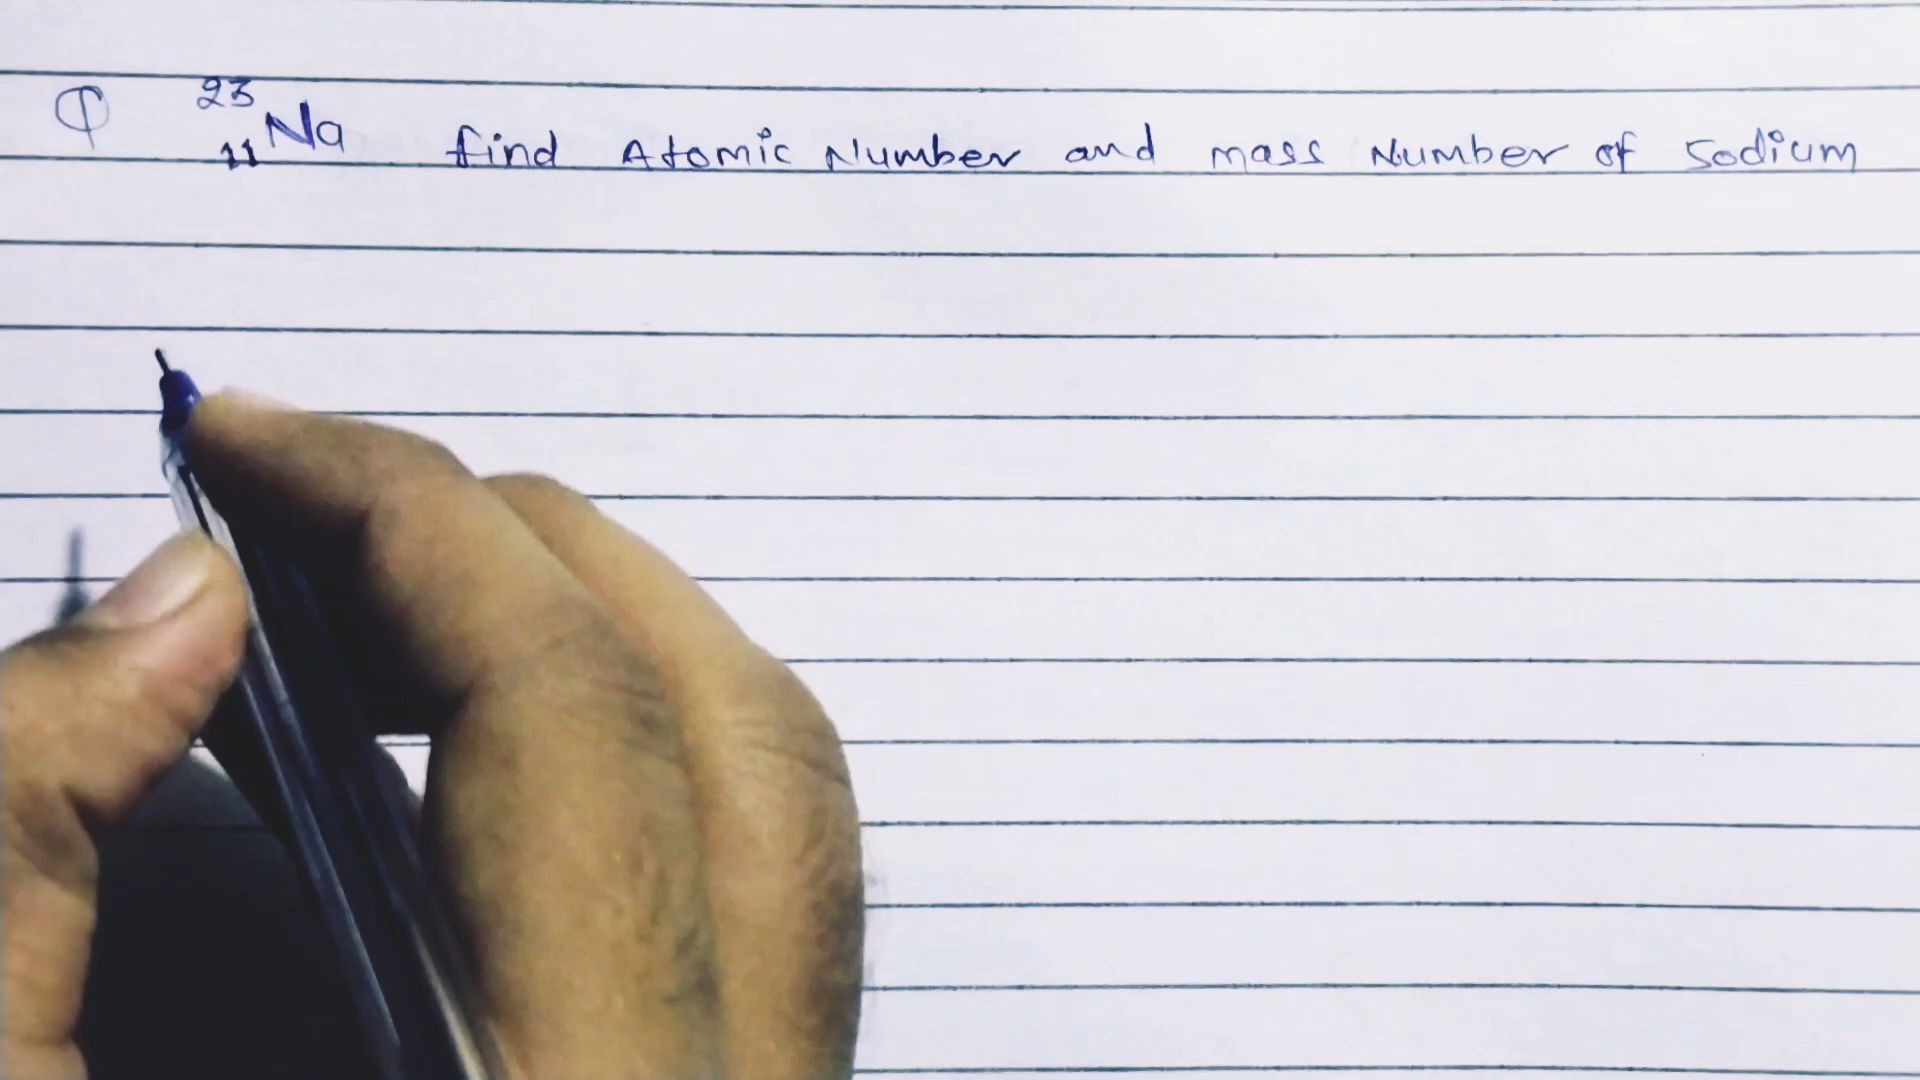 Q ²³₁₁Na find Atomic Number and mass Number of Sodium